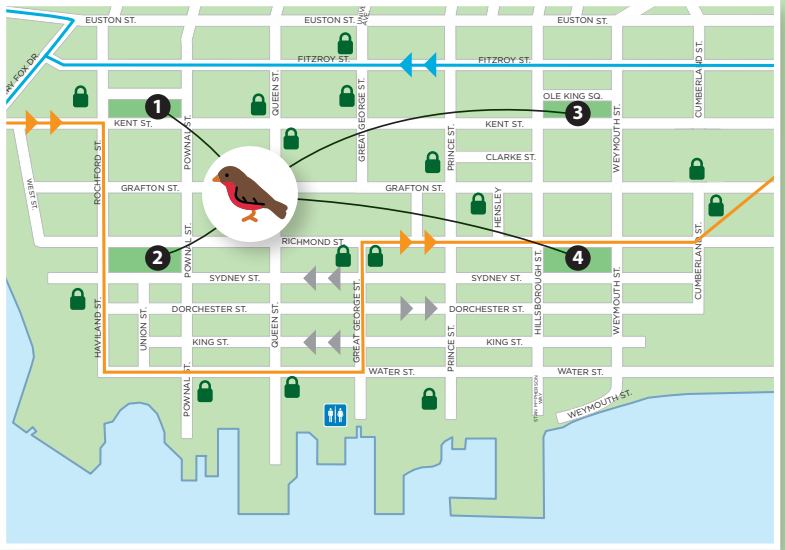 EUSTON ST.
EUSTON ST.
EUSTON ST.
FITZROY ST.
FITZROY ST.
RY FOX DR.
QUEEN ST.
CUMBERLAND ST.
OLE KING SQ.
1
3
KENT ST.
POWNAL ST.
GREAT GEORGE ST.
PRINCE ST.
KENT ST.
WEYMOUTH ST.
CLARKE ST.
ROCHFORD ST.
WEST ST.
GRAFTON ST.
GRAFTON ST.
HENSLEY
RICHMOND ST.
2
4
POWNAL ST.
SYDNEY ST.
SYDNEY ST.
HILLSBOROUGH ST.
WEYMOUTH ST.
CUMBERLAND ST.
HAVILAND ST.
UNION ST.
DORCHESTER ST.
QUEEN ST.
GREAT GEORGE ST.
DORCHESTER ST.
PRINCE ST.
KING ST.
KING ST.
WATER ST.
WATER ST.
POWNAL ST.
WEYMOUTH ST.